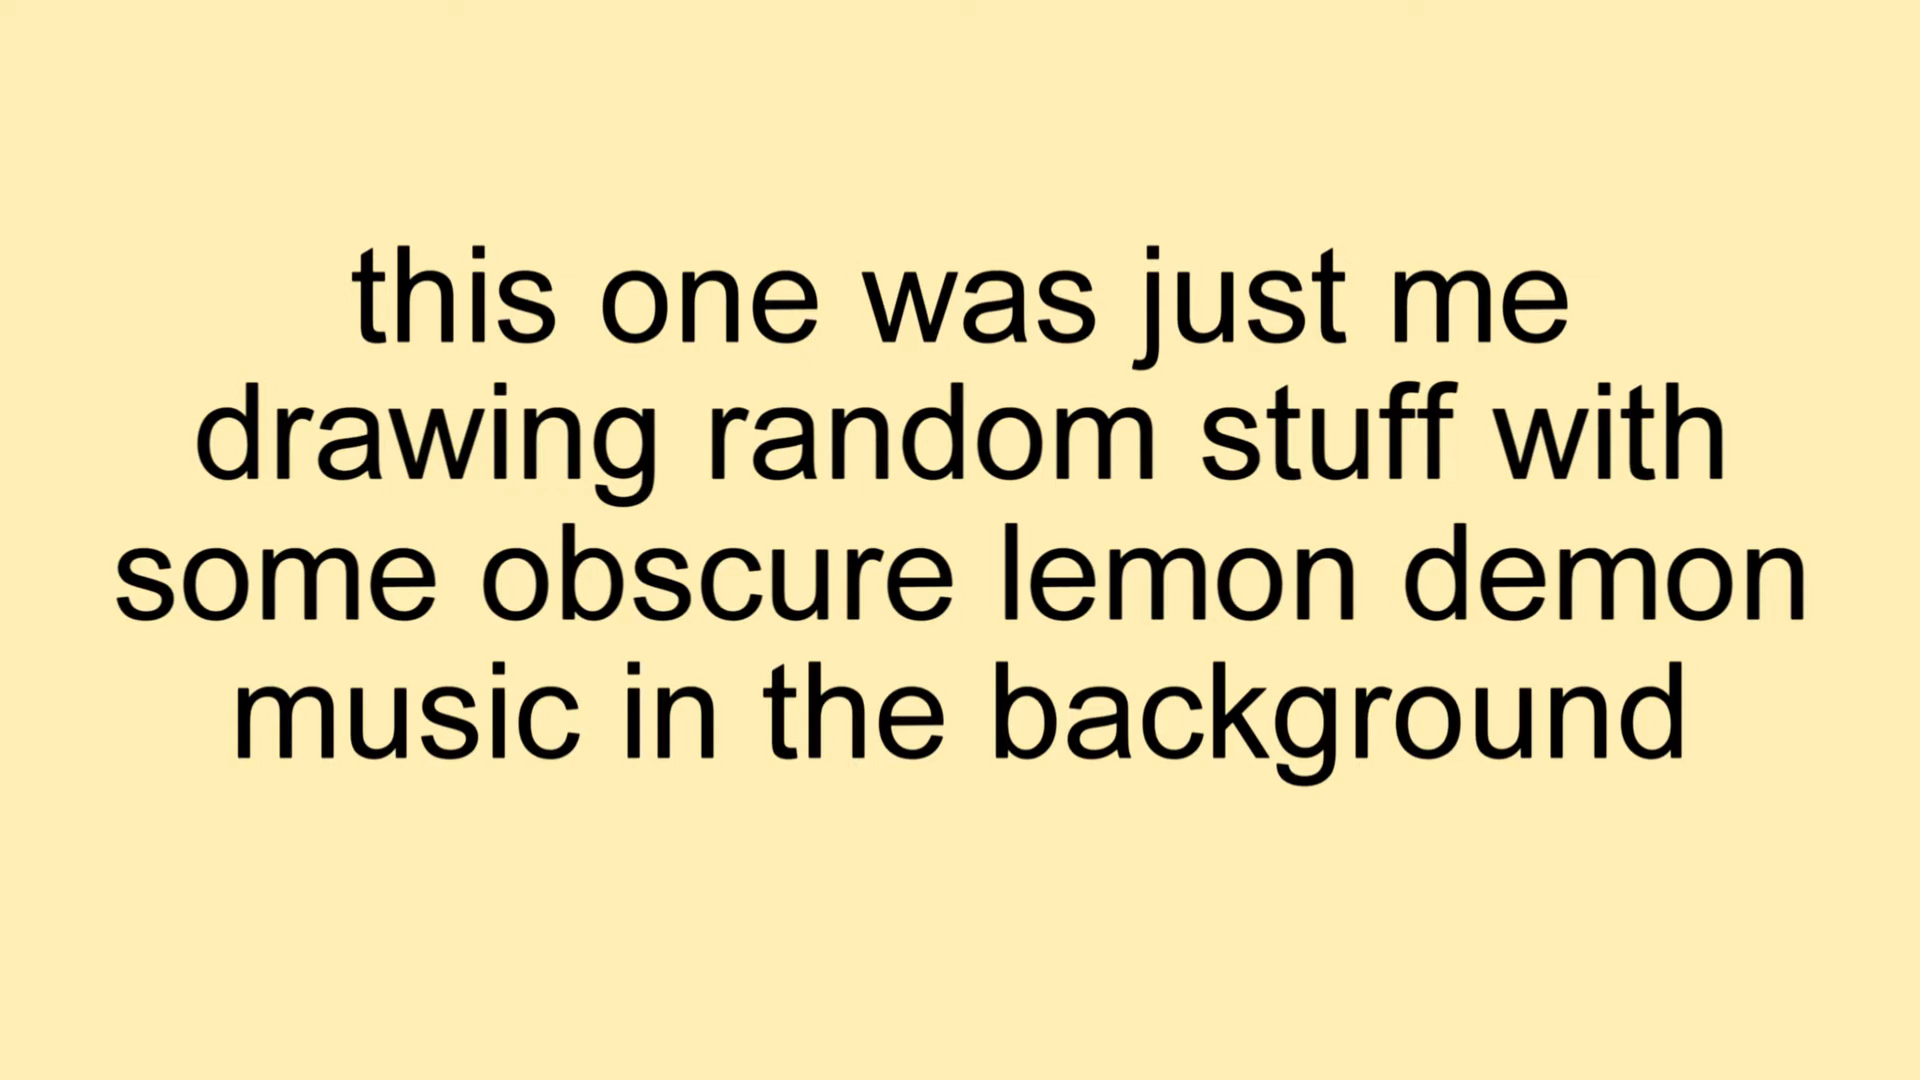 this one was just me
drawing random stuff with
some obscure lemon demon
music in the background